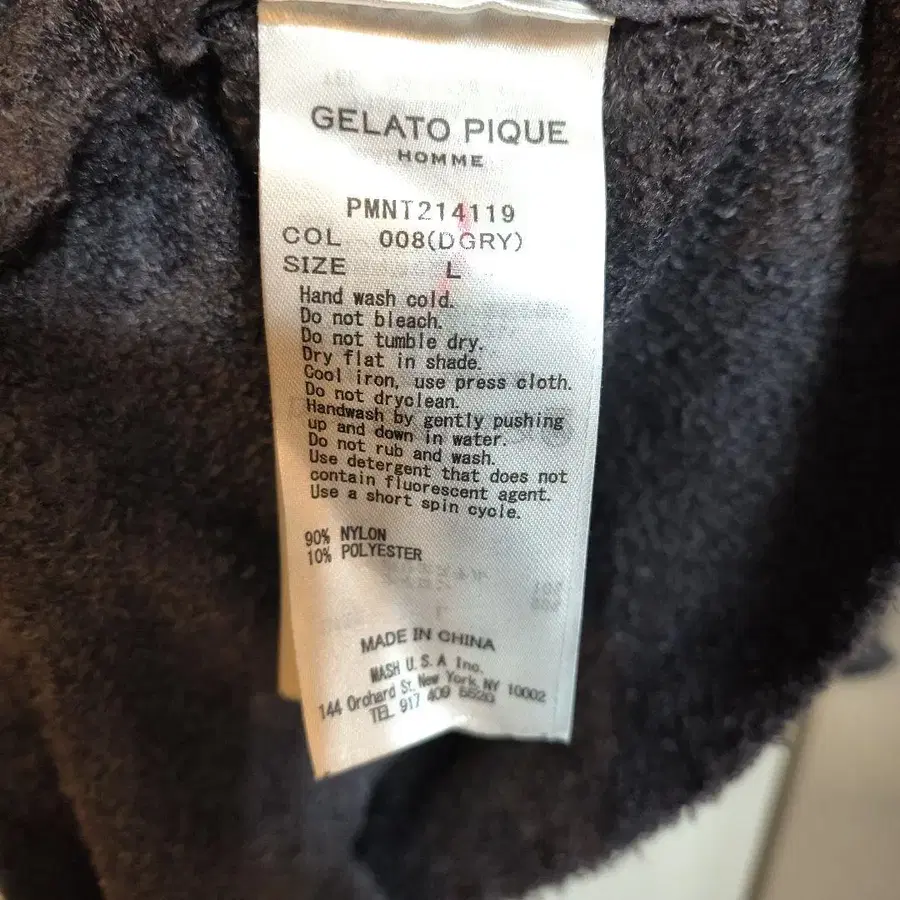 GELATO PIQUE
HOMME
PMNT214119
COL 008(DGRY)
SIZE L
Hand wash cold.
Do not bleach.
Do not tumble dry.
Dry flat in shade.
Cool iron, use press cloth.
Do not dryclean.
Handwash by gently pushing
up and down in water.
Do not rub and wash.
Use detergent that does not
contain fluorescent agent.
Use a short spin cycle.
90% NYLON
10% POLYESTER
MADE IN CHINA
MASH U.S.A Inc.
144 Orchard St. New York, NY 10002
TEL 917 409